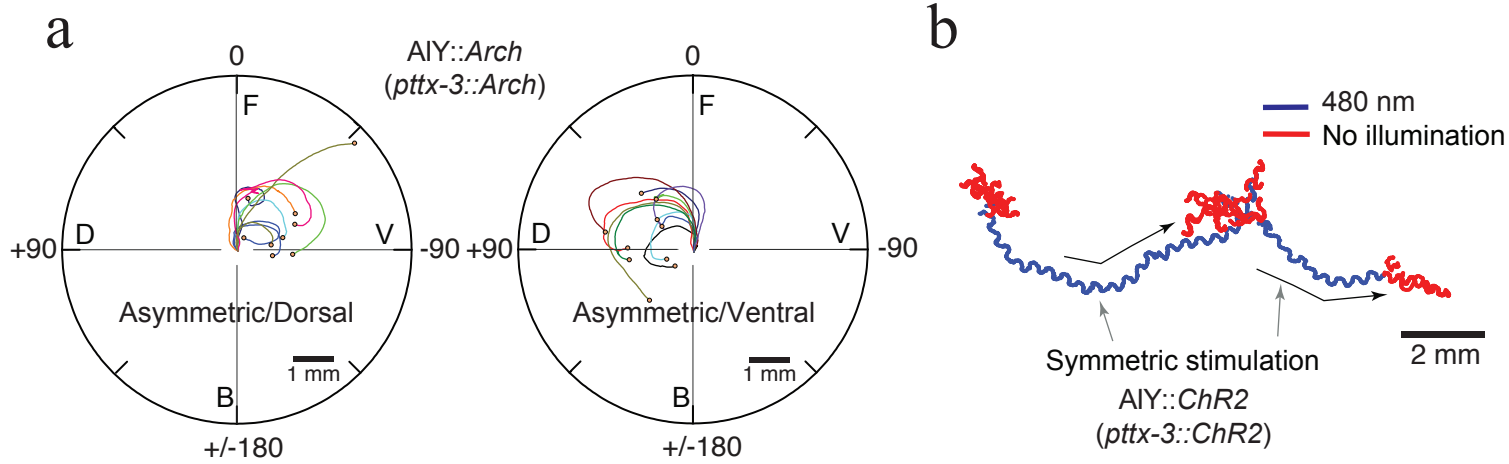 a
AIY::Arch
(pttx-3::Arch)
0
F
+90
D
V
-90
Asymmetric/Dorsal
1 mm
B
+/-180
0
F
+90
D
V
-90
Asymmetric/Ventral
1 mm
B
+/-180
b
480 nm
No illumination
Symmetric stimulation
AIY::ChR2
(pttx-3::ChR2)
2 mm